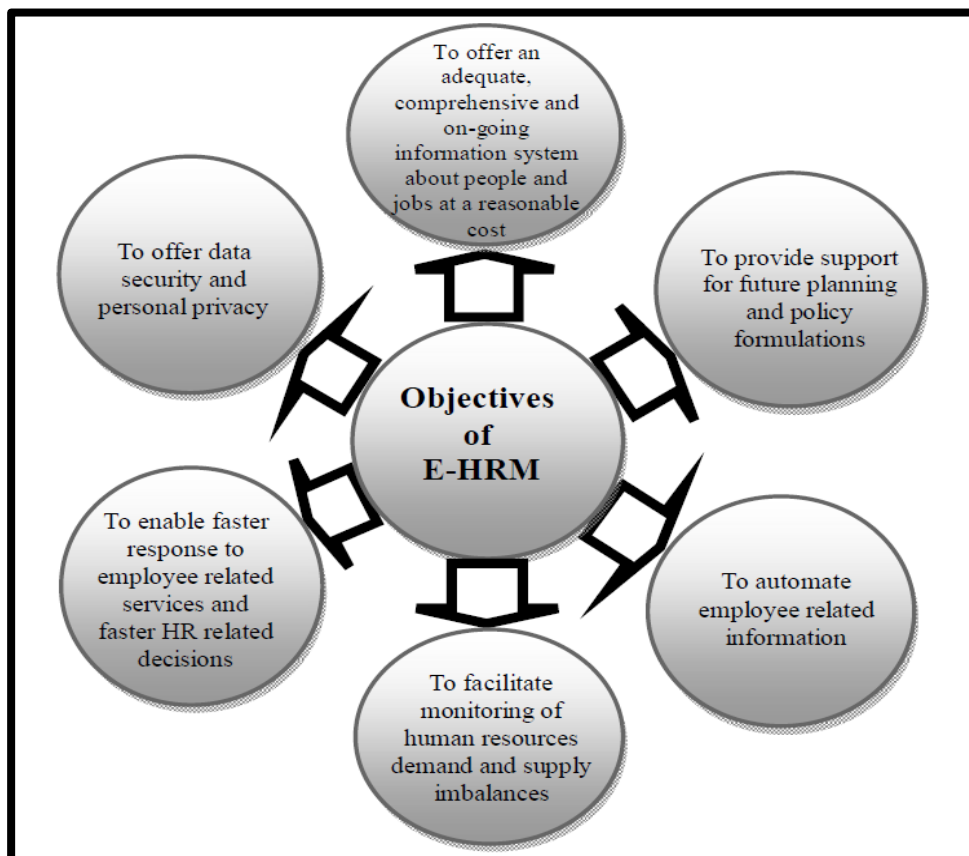 To offer an
adequate,
comprehensive and
on-going
information system
about people and
jobs at a reasonable
cost
To offer data
security and
personal privacy
To provide support
for future planning
and policy
formulations
Objectives
of
E-HRM
To enable faster
response to
employee related
services and
faster HR related
decisions
To automate
employee related
information
To facilitate
monitoring of
human resources
demand and supply
imbalances